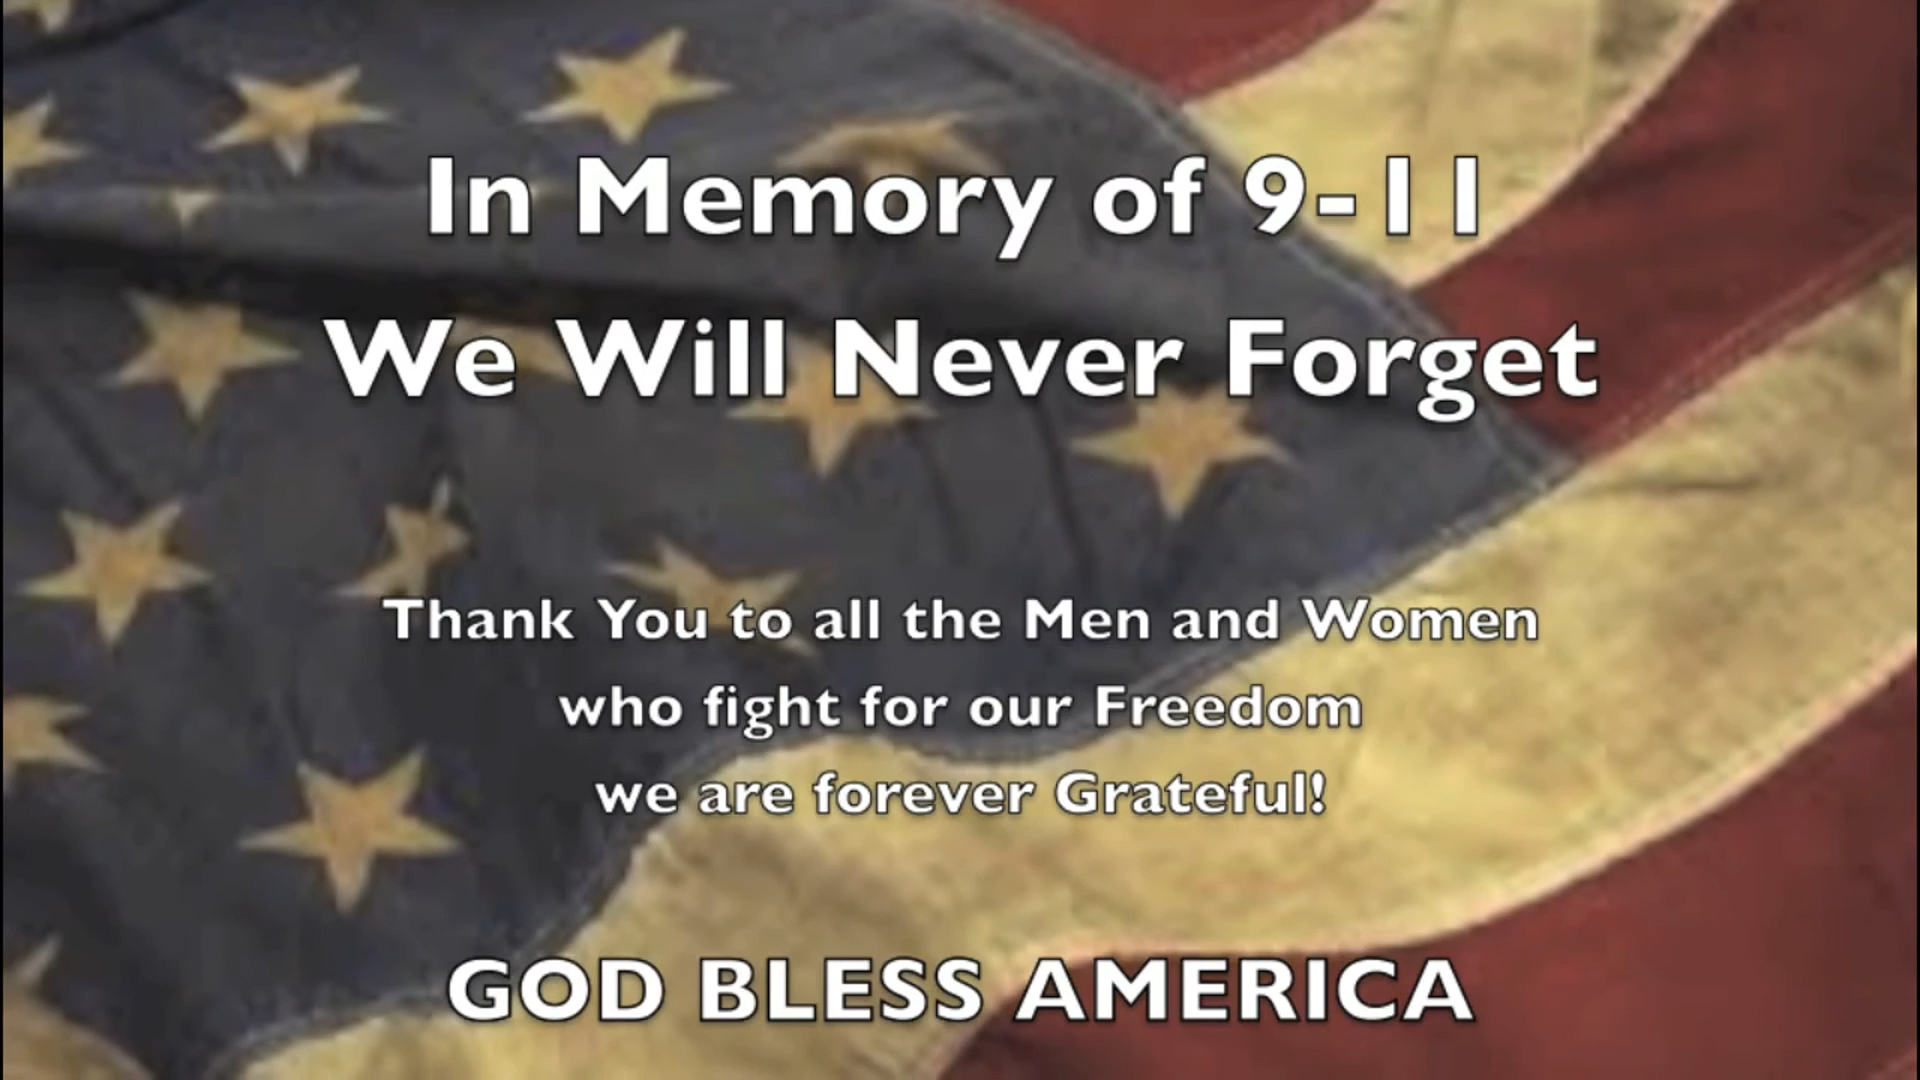 In Memory of 9-11
We Will Never Forget
Thank You to all the Men and Women
who fight for our Freedom
we are forever Grateful!
GOD BLESS AMERICA